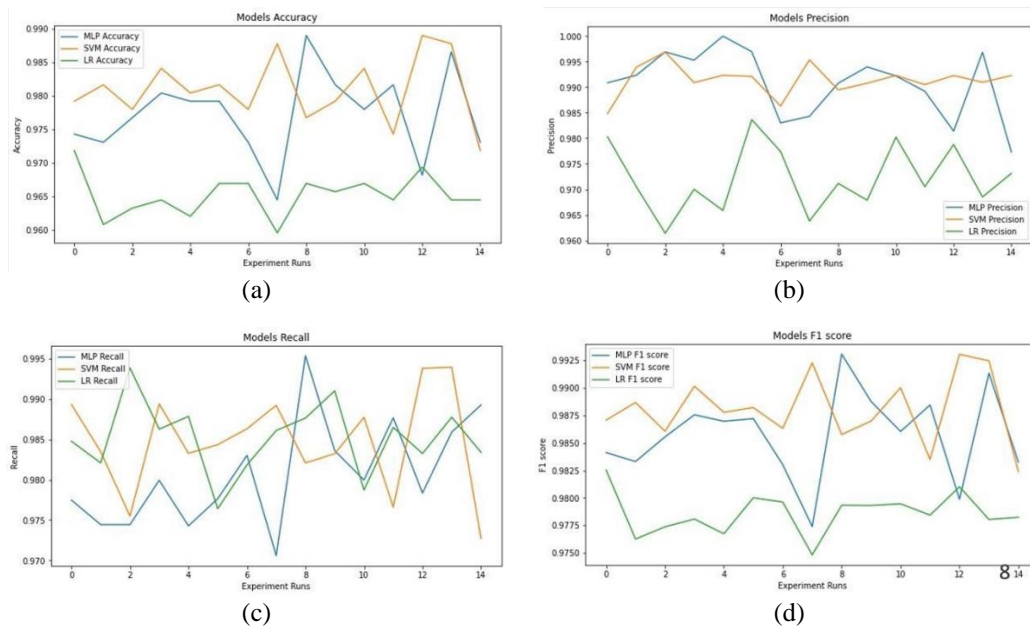 Models Accuracy
0.990
0.985
0.980
0.975
0.970
0.965
0.960
Accuracy
MLP Accuracy
SVM Accuracy
LR Accuracy
0 2 4 6 8 10 12 14
Experiment Runs
(a)
Models Precision
1.000
0.995
0.990
0.985
0.980
0.975
0.970
0.965
0.960
Precision
MLP Precision
SVM Precision
LR Precision
0 2 4 6 8 10 12 14
Experiment Runs
(b)
Models Recall
0.995
0.990
0.985
0.980
0.975
0.970
Recall
MLP Recall
SVM Recall
LR Recall
0 2 4 6 8 10 12 14
Experiment Runs
(c)
Models F1 score
0.9925
0.9900
0.9875
0.9850
0.9825
0.9800
0.9775
0.9750
F1 score
MLP F1 score
SVM F1 score
LR F1 score
8
0 2 4 6 8 10 12 14
Experiment Runs
(d)